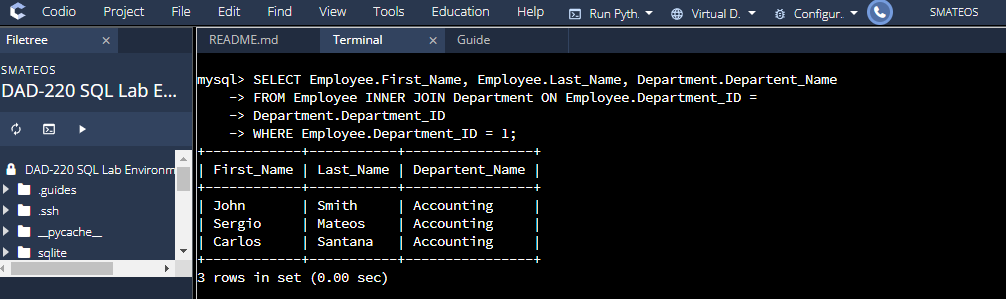 Codio Project File Edit Find View Tools Education Help Run Pyth. Virtual D. Configur. SMATEOS
Filetree × README.md Terminal × Guide
SMATEOS
DAD-220 SQL Lab En...
DAD-220 SQL Lab Environm
.guides
.ssh
__pycache__
sqlite
mysql> SELECT Employee.First_Name, Employee.Last_Name, Department.Departent_Name
-> FROM Employee INNER JOIN Department ON Employee.Department_ID =
-> Department.Department_ID
-> WHERE Employee.Department_ID = 1;
+------------+-----------+----------------+
| First_Name | Last_Name | Departent_Name |
+------------+-----------+----------------+
| John | Smith | Accounting |
| Sergio | Mateos | Accounting |
| Carlos | Santana | Accounting |
+------------+-----------+----------------+
3 rows in set (0.00 sec)